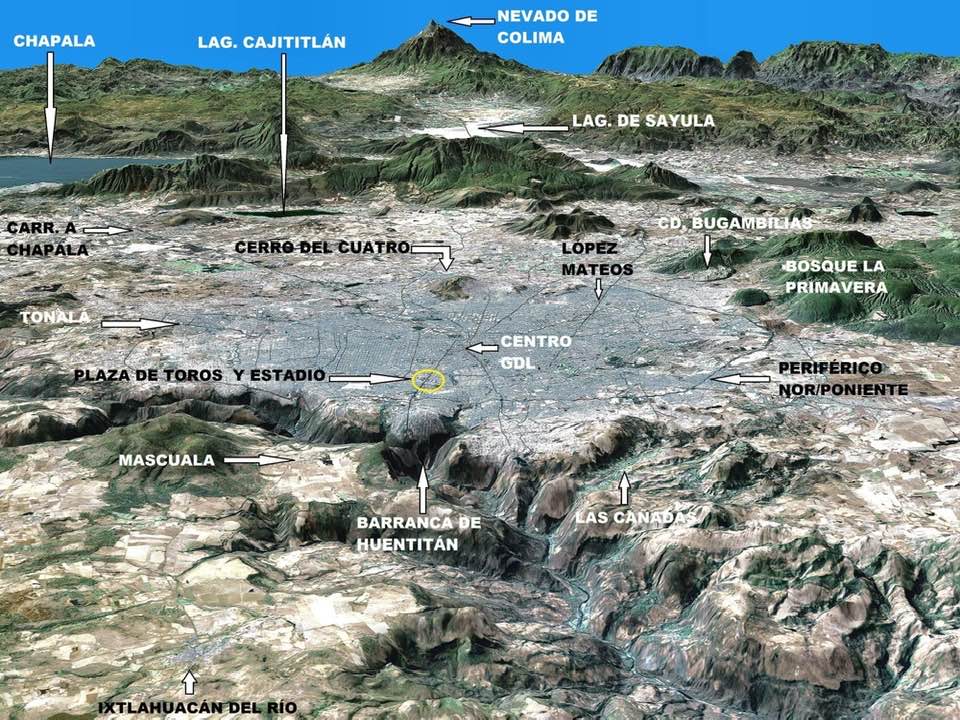 NEVADO DE
COLIMA
CHAPALA
LAG. CAJITITLÁN
LAG. DE SAYULA
CARR. A
CHAPALA
CERRO DEL CUATRO
LÓPEZ
MATEOS
CD, BUGAMBILIAS
BOSQUE LA
PRIMAVERA
TONALÁ
CENTRO
GDL
PLAZA DE TOROS Y ESTADIO
PERIFÉRICO
NOR/PONIENTE
MASCUALA
BARRANCA DE
HUENTITÁN
LAS CAÑADAS
IXTLAHUACÁN DEL RÍO